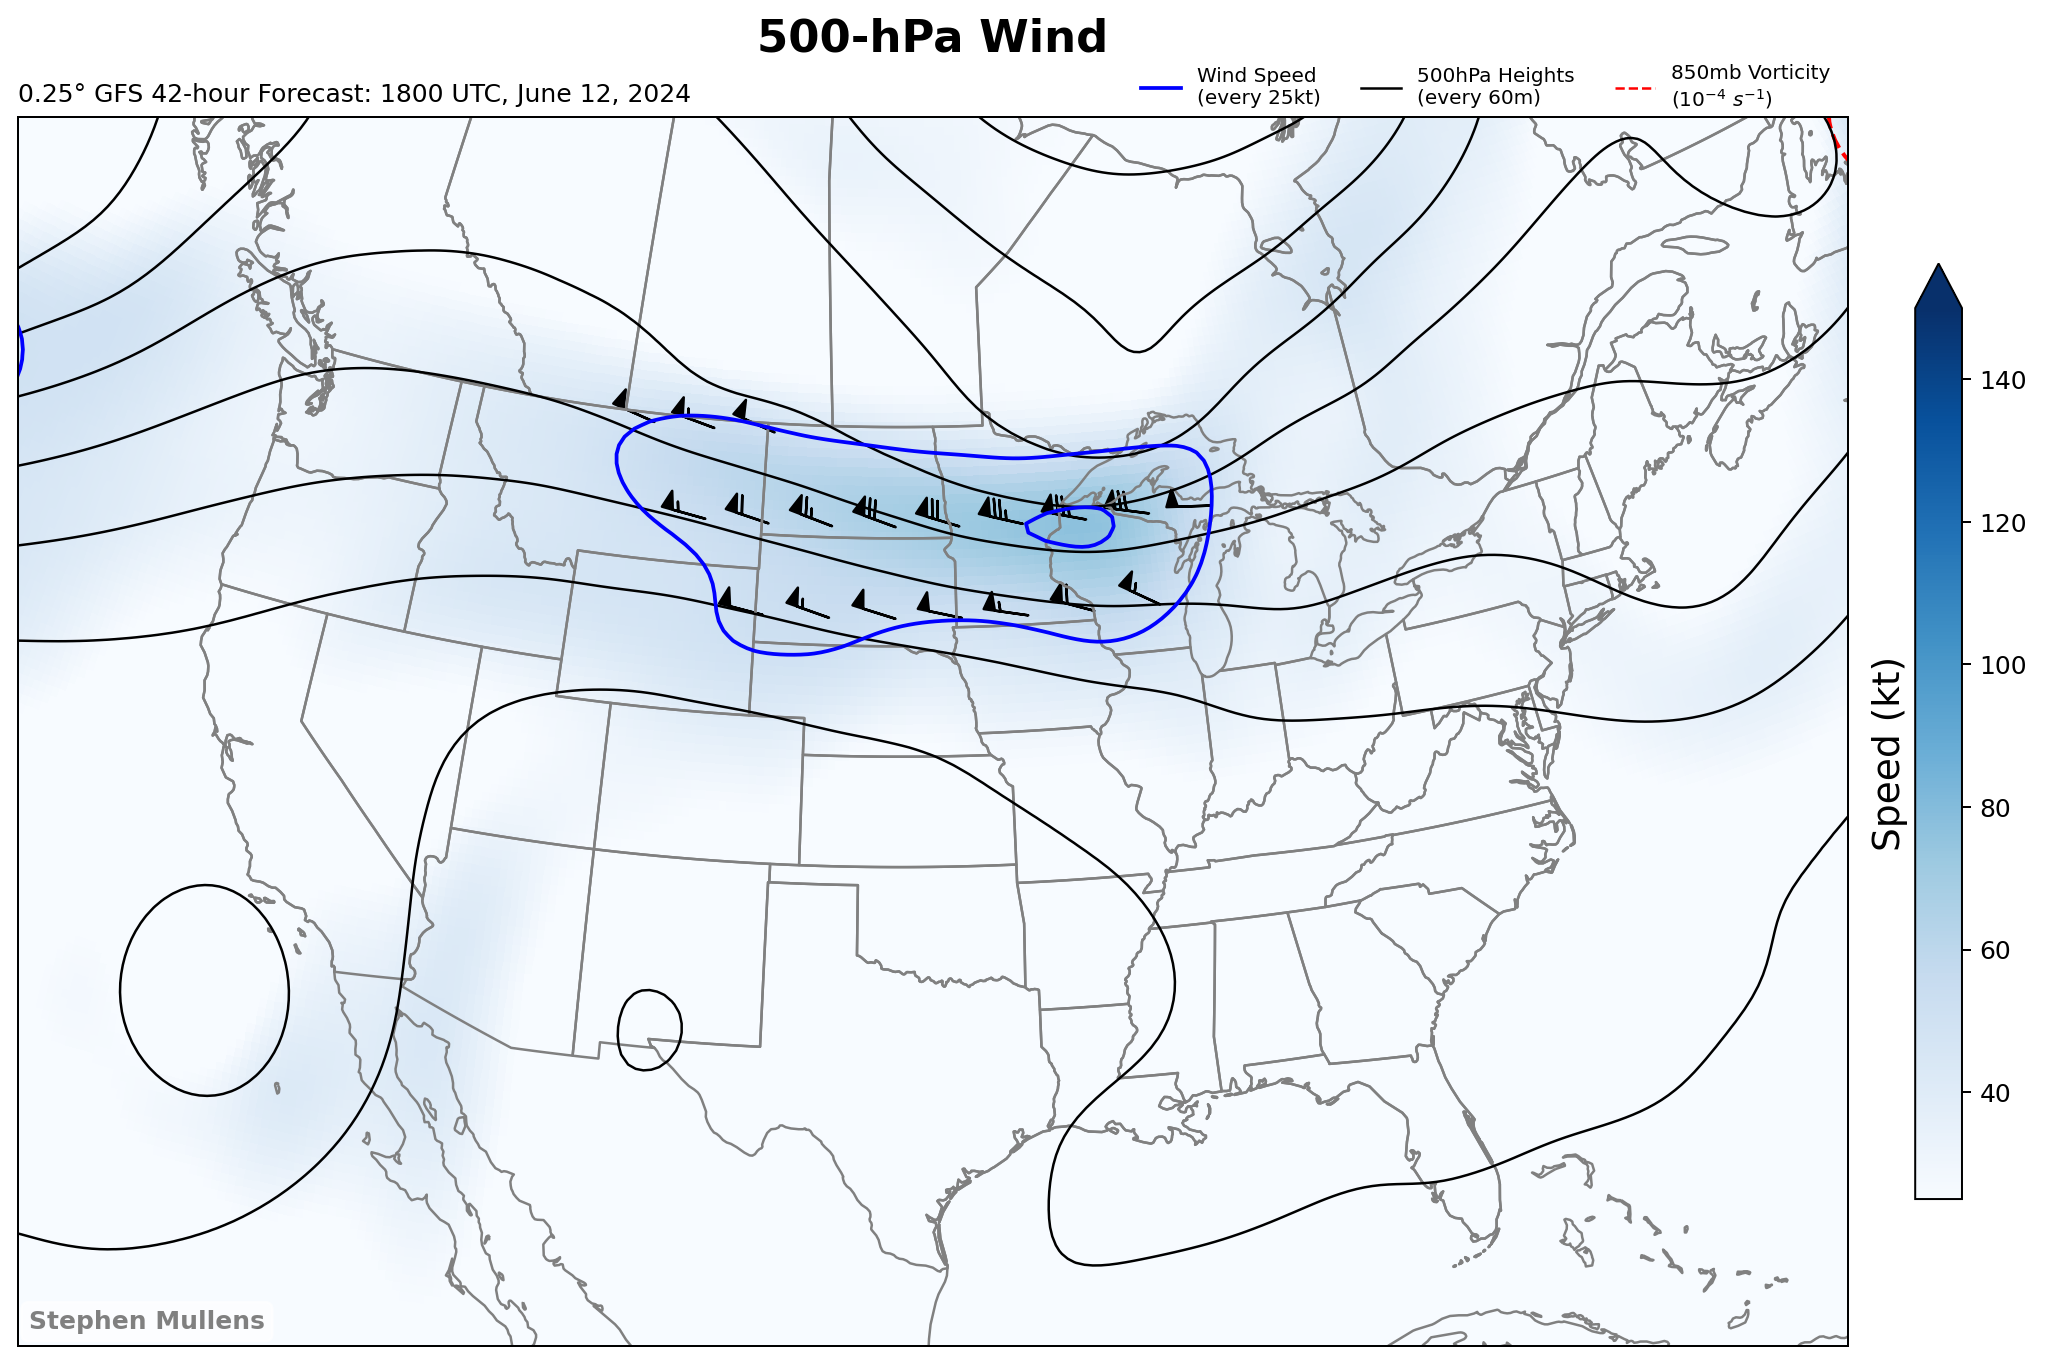 500-hPa Wind
0.25° GFS 42-hour Forecast: 1800 UTC, June 12, 2024
Wind Speed
(every 25kt)
500hPa Heights
(every 60m)
850mb Vorticity
(10⁻⁴ s⁻¹)
140
120
100
80
60
40
Speed (kt)
Stephen Mullens